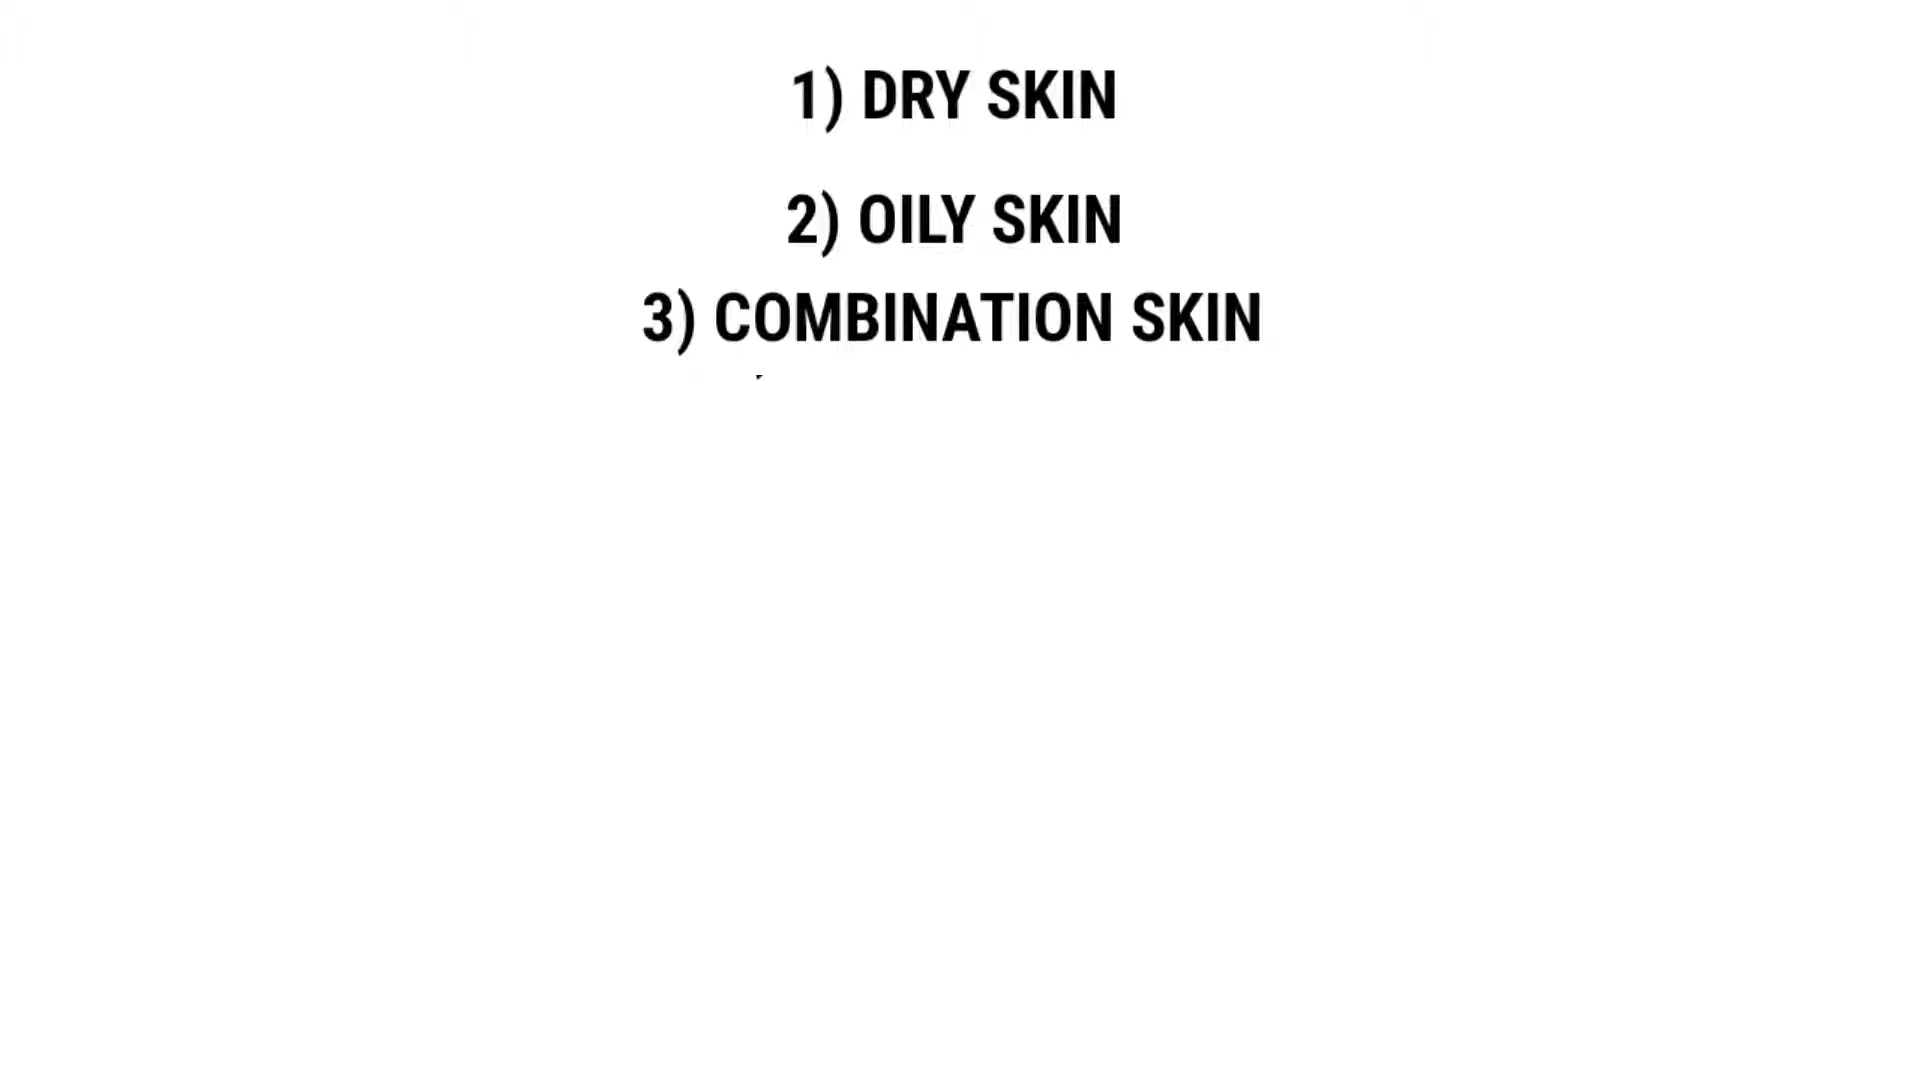 1) DRY SKIN
2) OILY SKIN
3) COMBINATION SKIN